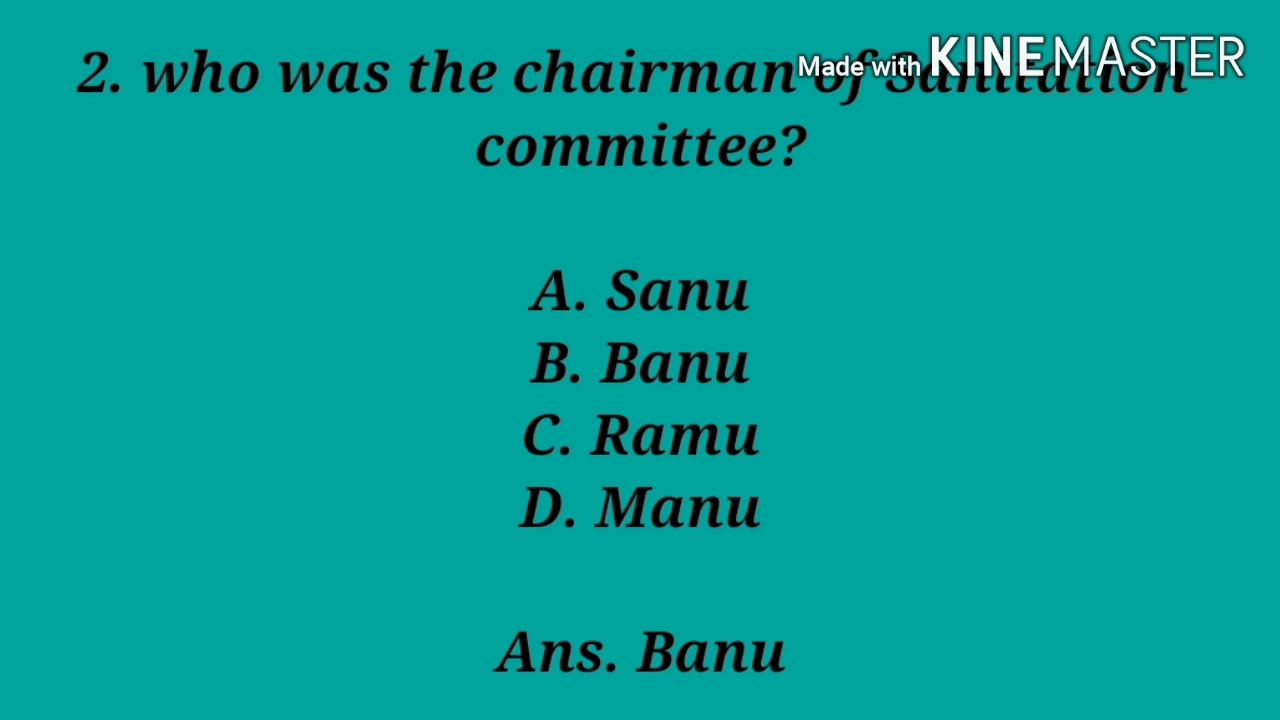 2. who was the chairman of Sanitation
Made with KINEMASTER
committee?
A. Sanu
B. Banu
C. Ramu
D. Manu
Ans. Banu